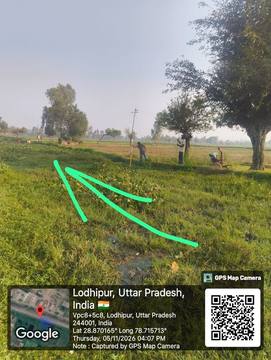 GPS Map Camera
Lodhipur, Uttar Pradesh,
India 🇮🇳
Vpc8+5c8, Lodhipur, Uttar Pradesh
244001, India
Lat 28.870165° Long 78.715713°
Thursday, 05/11/2026 04:07 PM
Note : Captured by GPS Map Camera
Google